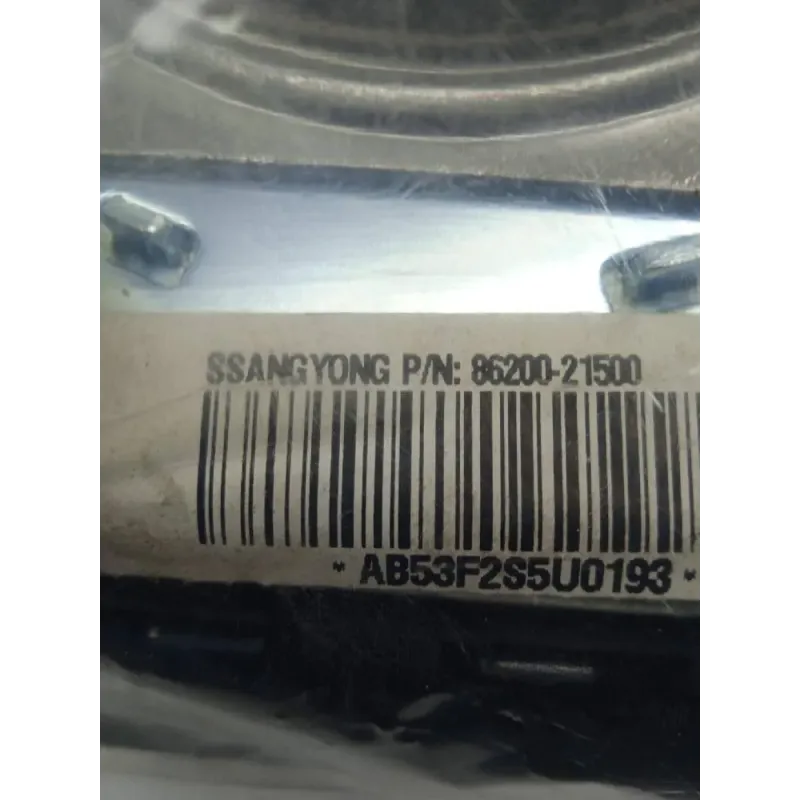 SSANGYONG P/N: 86200-21500
* AB53F2S5U0193 *